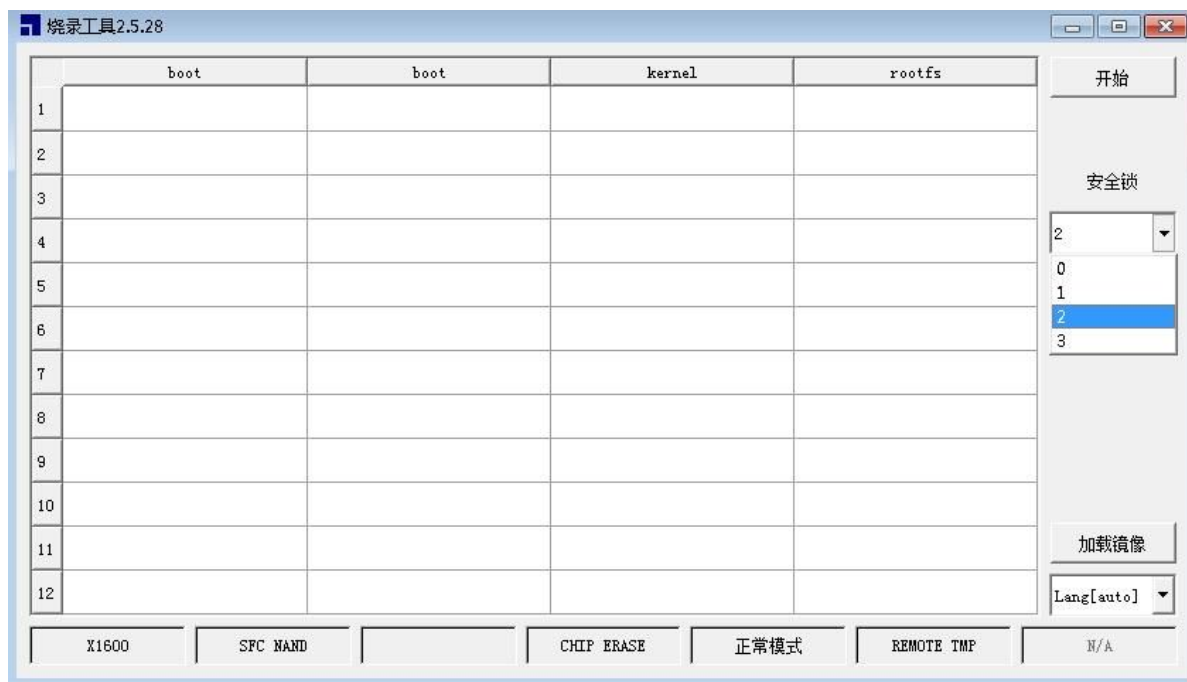 烧录工具2.5.28
boot boot kernel rootfs
开始
1
2
3
安全锁
4
2
5
0
1
6
2
3
7
8
9
10
11
加载镜像
12
Lang[auto]
X1600 SFC NAND CHIP ERASE 正常模式 REMOTE TMP N/A